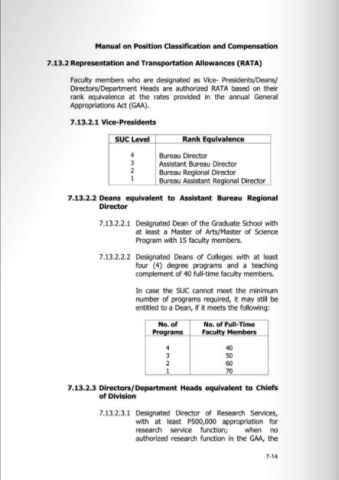 Manual on Position Classification and Compensation
7.13.2 Representation and Transportation Allowances (RATA)
Faculty members who are designated as Vice- Presidents/Deans/
Directors/Department Heads are authorized RATA based on their
rank equivalence at the rates provided in the annual General
Appropriations Act (GAA).
7.13.2.1 Vice-Presidents
SUC Level Rank Equivalence
4 Bureau Director
3 Assistant Bureau Director
2 Bureau Regional Director
1 Bureau Assistant Regional Director
7.13.2.2 Deans equivalent to Assistant Bureau Regional
Director
7.13.2.2.1 Designated Dean of the Graduate School with
at least a Master of Arts/Master of Science
Program with 15 faculty members.
7.13.2.2.2 Designated Deans of Colleges with at least
four (4) degree programs and a teaching
complement of 40 full-time faculty members.
In case the SUC cannot meet the minimum
number of programs required, it may still be
entitled to a Dean, if it meets the following:
No. of No. of Full-Time
Programs Faculty Members
4 40
3 50
2 60
1 70
7.13.2.3 Directors/Department Heads equivalent to Chiefs
of Division
7.13.2.3.1 Designated Director of Research Services,
with at least P500,000 appropriation for
research service function; when no
authorized research function in the GAA, the
7-14